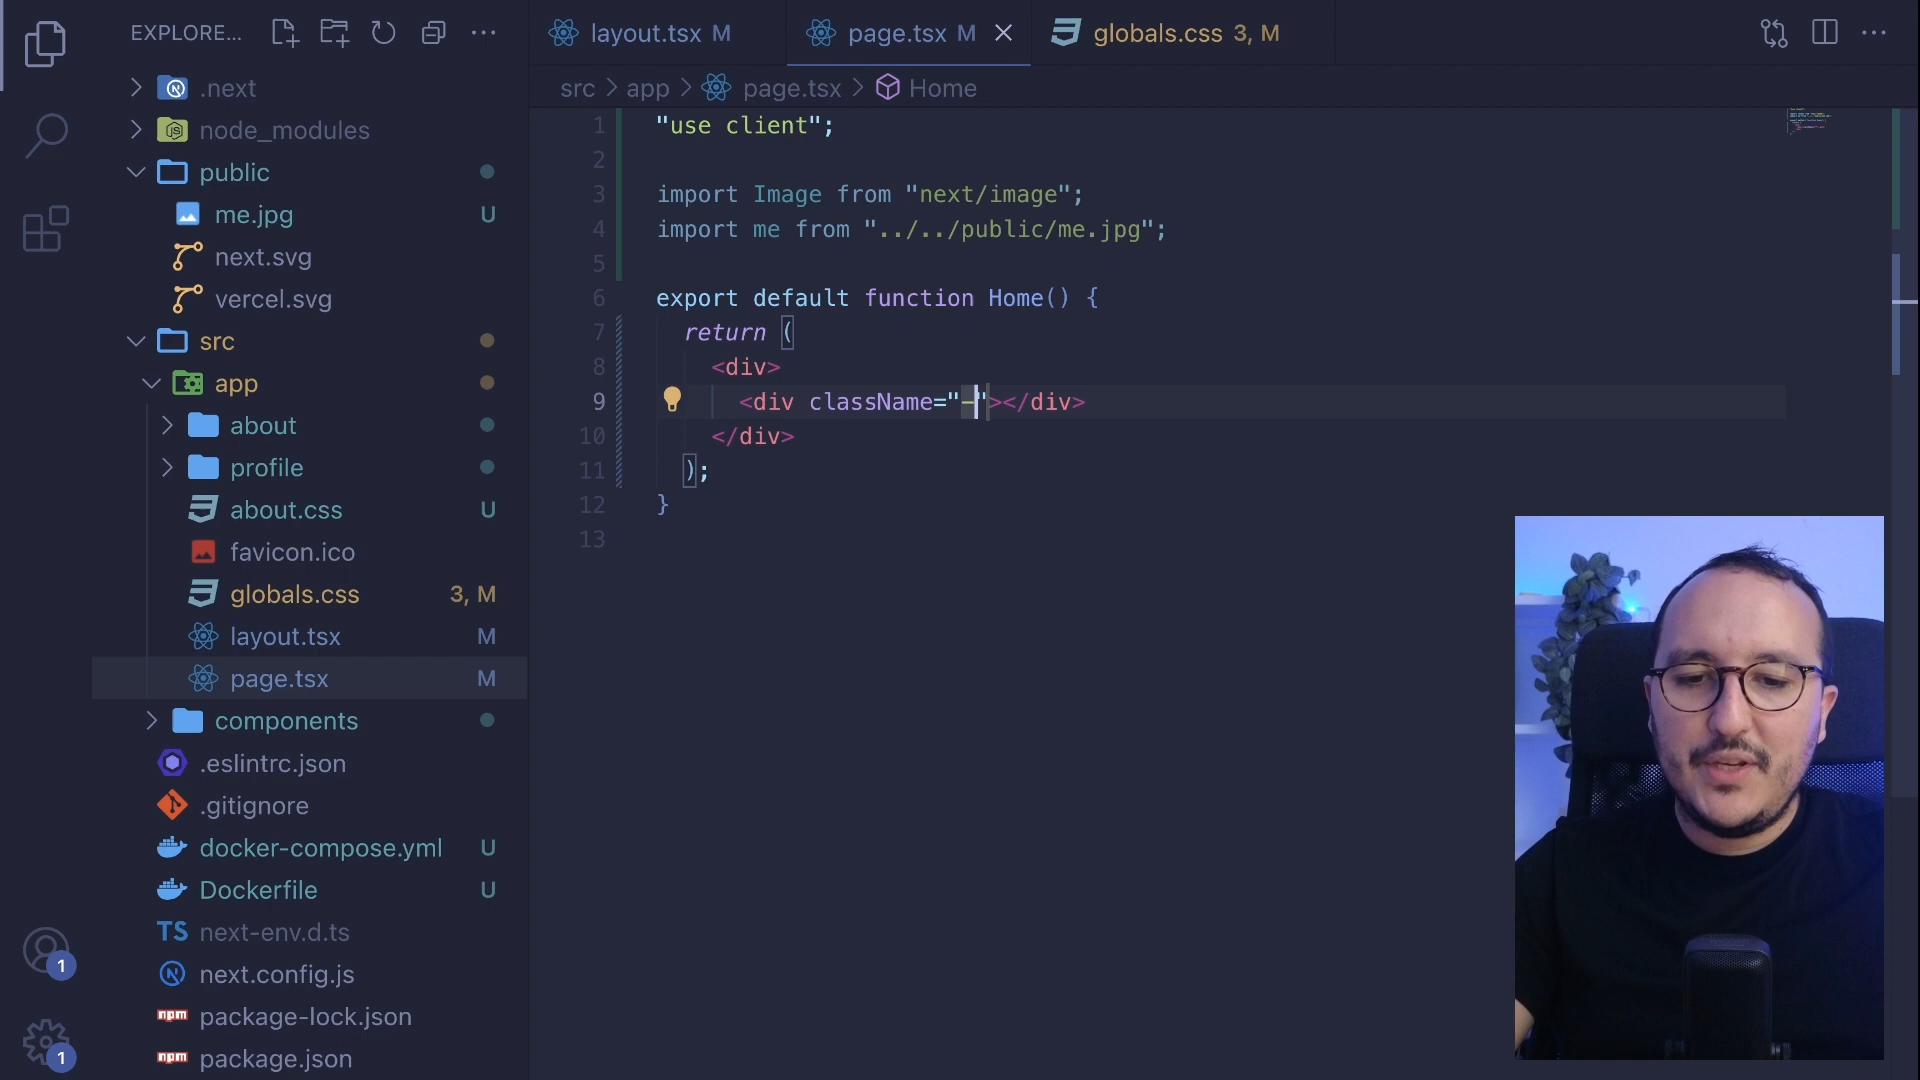 EXPLORE...
layout.tsx M
page.tsx M
globals.css 3, M
src > app > page.tsx > Home
.next
node_modules
public
me.jpg U
next.svg
vercel.svg
src
app
about
profile
about.css U
favicon.ico
globals.css 3, M
layout.tsx M
page.tsx M
components
.eslintrc.json
.gitignore
docker-compose.yml U
Dockerfile U
TS next-env.d.ts
next.config.js
npm package-lock.json
npm package.json
1
1
1 "use client";
2
3 import Image from "next/image";
4 import me from "../../public/me.jpg";
5
6 export default function Home() {
7 return (
8 <div>
9 <div className="-"></div>
10 </div>
11 );
12 }
13